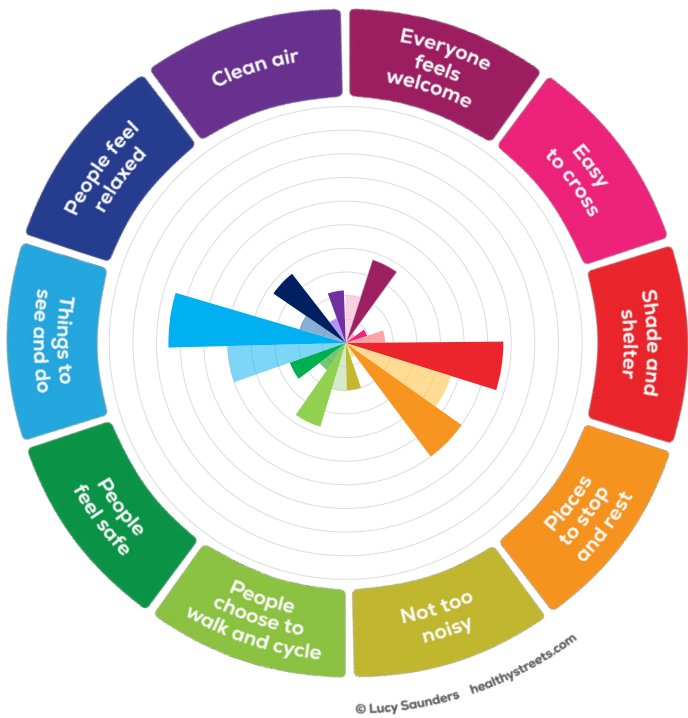 Clean air
Everyone
feels
welcome
Easy
to cross
Shade and
shelter
Places
to stop
and rest
Not too
noisy
People
choose to
walk and cycle
People
feel safe
Things to
see and do
People feel
relaxed
© Lucy Saunders healthystreets.com